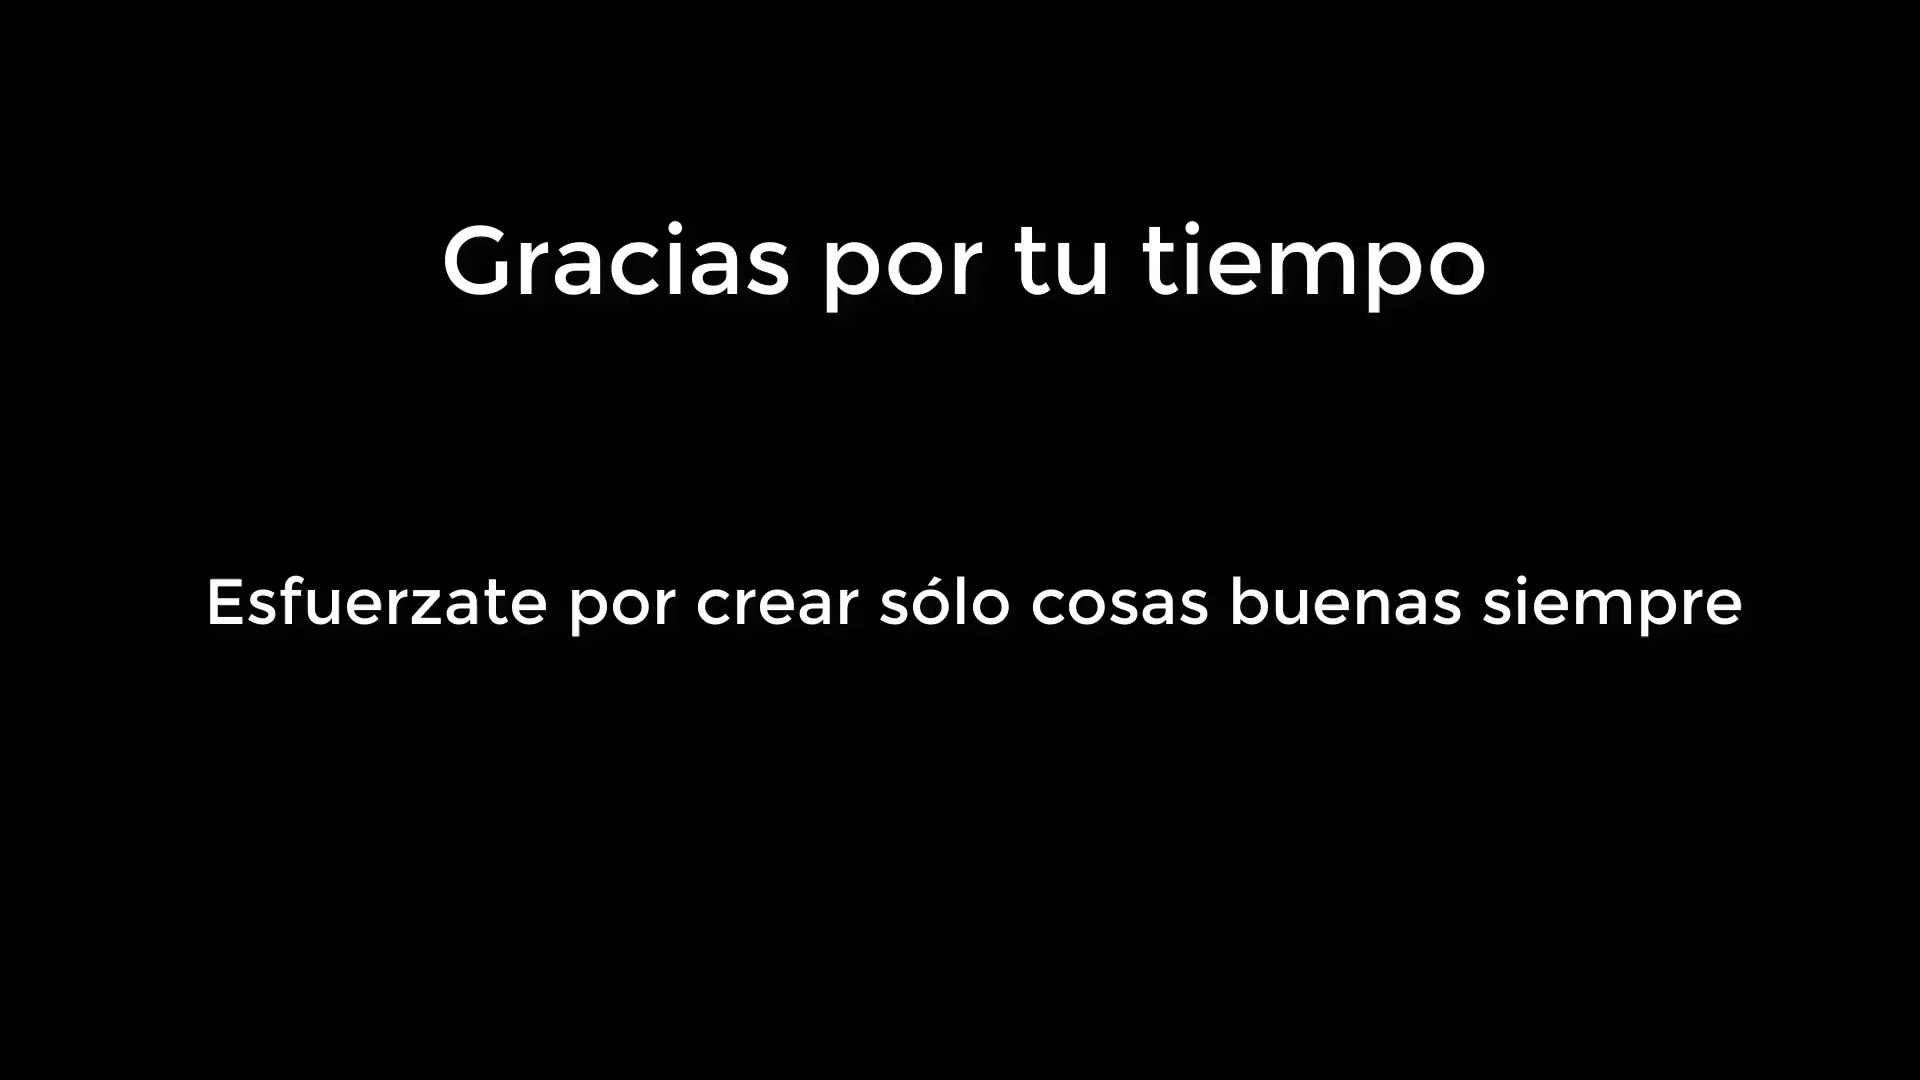 Gracias por tu tiempo
Esfuerzate por crear sólo cosas buenas siempre